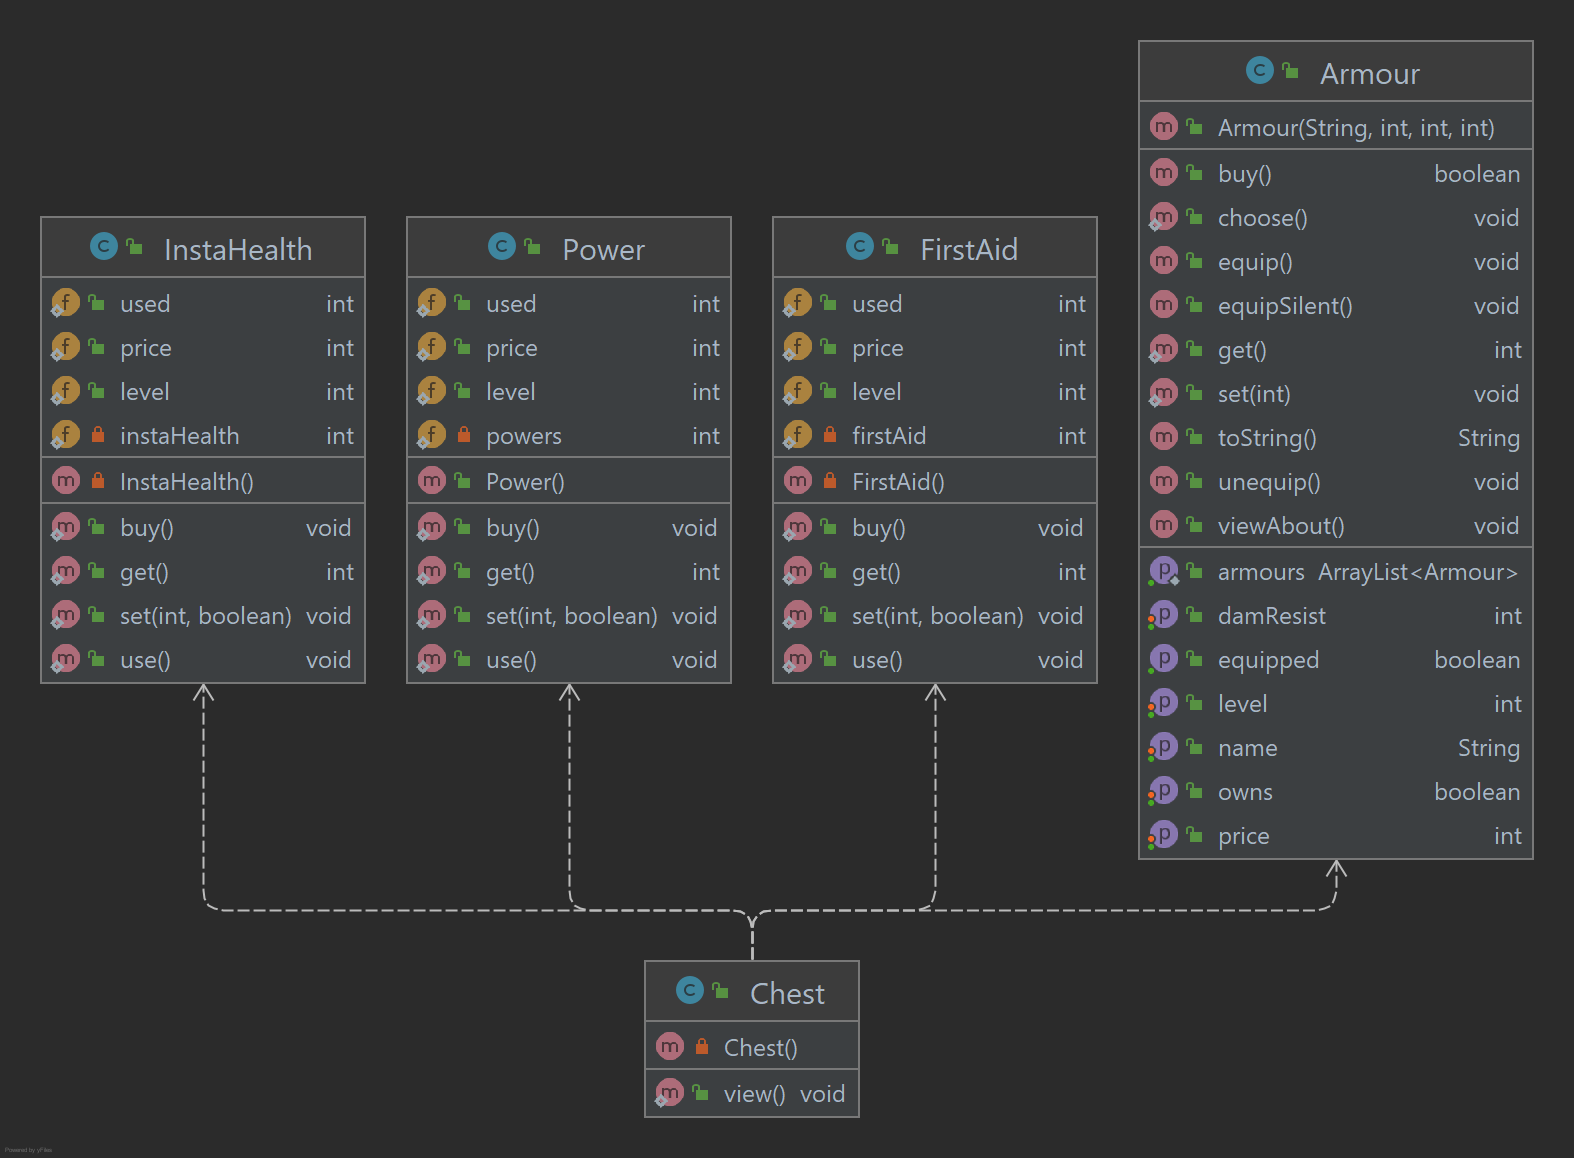 InstaHealth
used int
price int
level int
instaHealth int
InstaHealth()
buy() void
get() int
set(int, boolean) void
use() void
Power
used int
price int
level int
powers int
Power()
buy() void
get() int
set(int, boolean) void
use() void
FirstAid
used int
price int
level int
firstAid int
FirstAid()
buy() void
get() int
set(int, boolean) void
use() void
Armour
Armour(String, int, int, int)
buy() boolean
choose() void
equip() void
equipSilent() void
get() int
set(int) void
toString() String
unequip() void
viewAbout() void
armours ArrayList<Armour>
damResist int
equipped boolean
level int
name String
owns boolean
price int
Chest
Chest()
view() void
Powered by yFiles